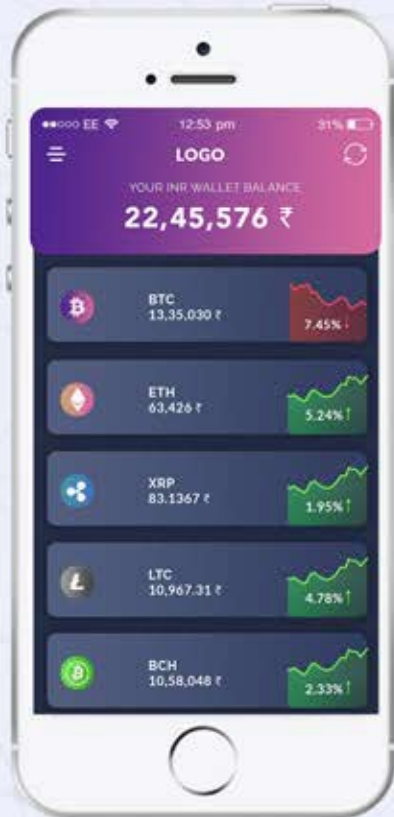 EE 12:53 pm 31%
LOGO
YOUR INR WALLET BALANCE
22,45,576 ₹
BTC
13,35,030 ₹
7.45% ↓
ETH
63,426 ₹
5.24% ↑
XRP
83.1367 ₹
1.95% ↑
LTC
10,967.31 ₹
4.78% ↑
BCH
10,58,048 ₹
2.33% ↑